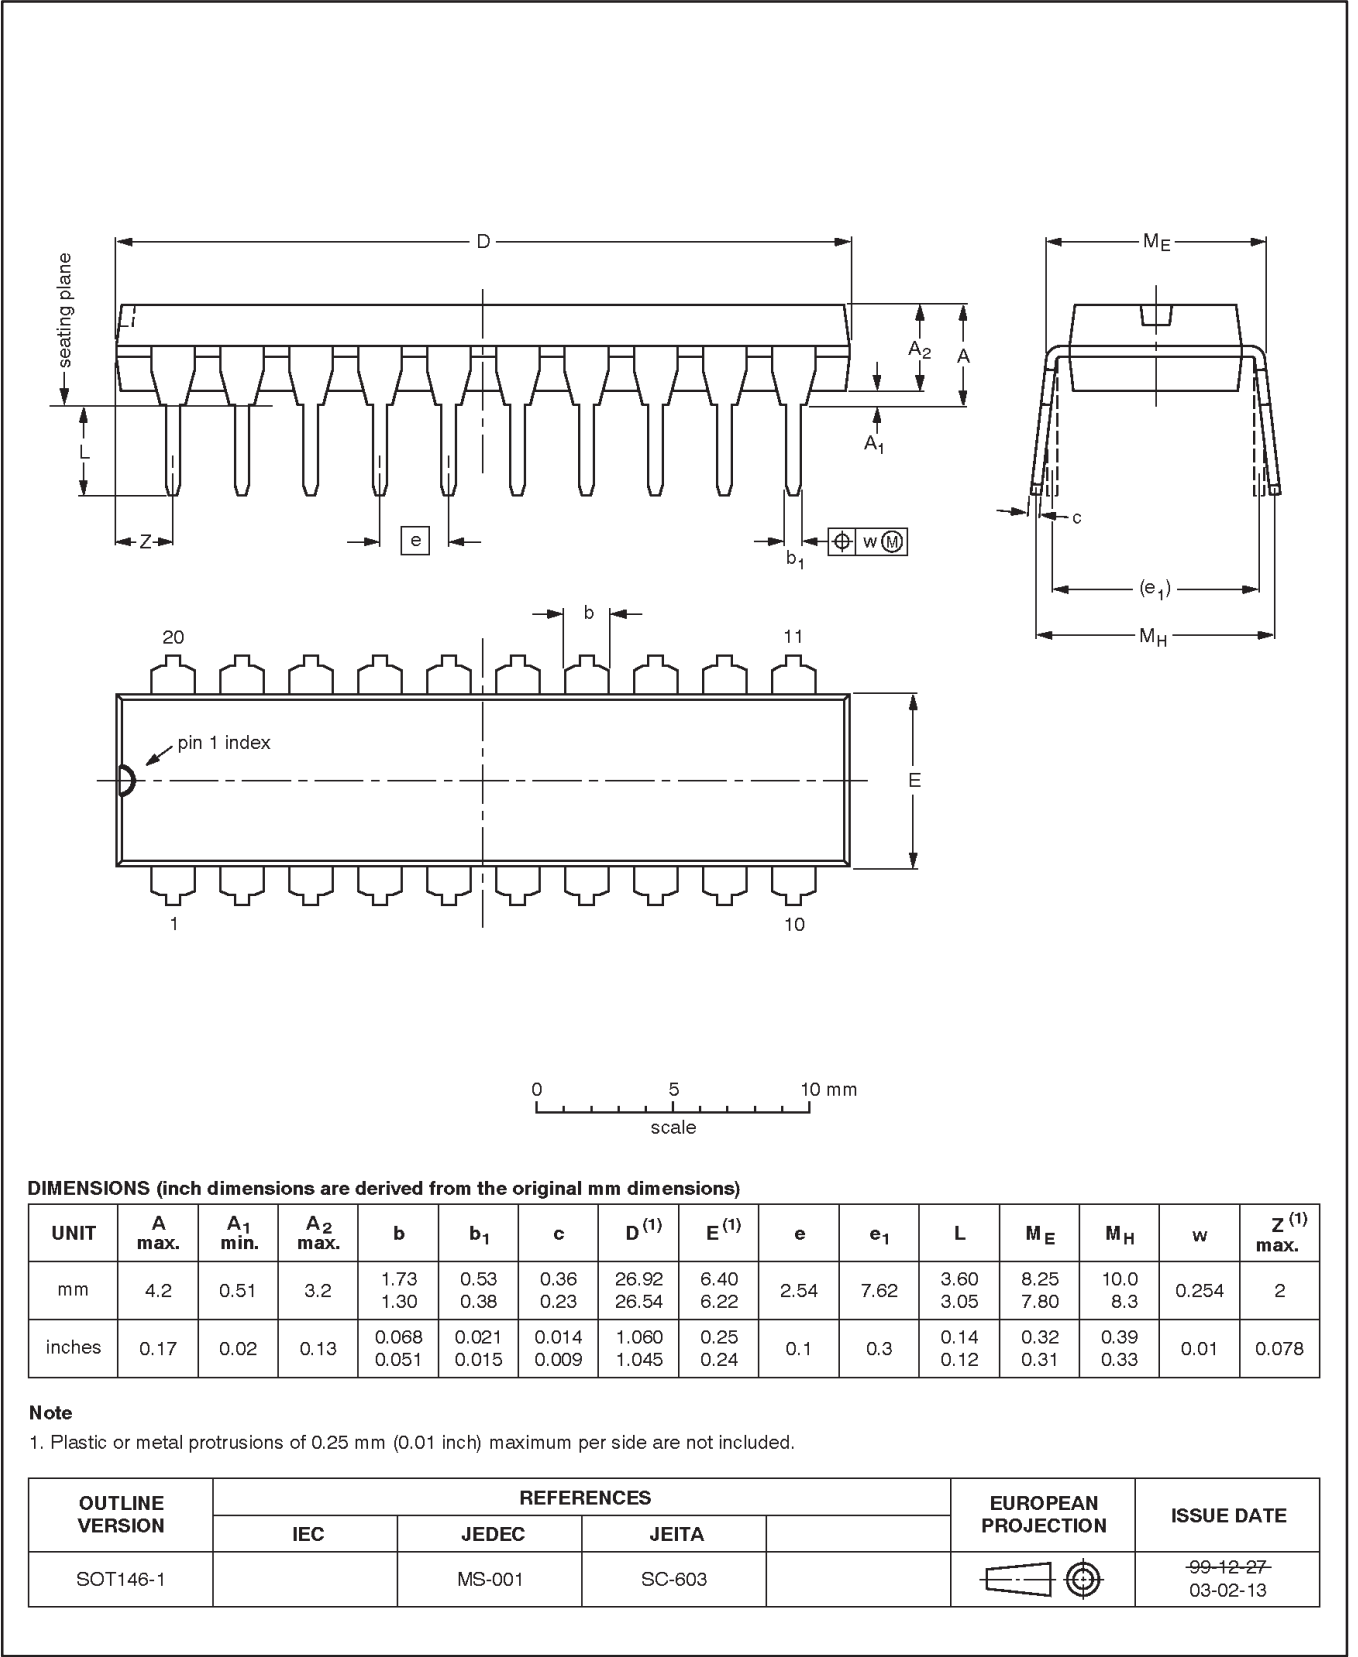 D
ME
seating plane
A2
A
A1
L
Z
e
b1
w M
c
(e1)
MH
b
20
11
pin 1 index
E
1
10
0 5 10 mm
scale
DIMENSIONS (inch dimensions are derived from the original mm dimensions)
UNIT A max. A1 min. A2 max. b b1 c D(1) E(1) e e1 L ME MH w Z(1) max.
mm 4.2 0.51 3.2 1.73 1.30 0.53 0.38 0.36 0.23 26.92 26.54 6.40 6.22 2.54 7.62 3.60 3.05 8.25 7.80 10.0 8.3 0.254 2
inches 0.17 0.02 0.13 0.068 0.051 0.021 0.015 0.014 0.009 1.060 1.045 0.25 0.24 0.1 0.3 0.14 0.12 0.32 0.31 0.39 0.33 0.01 0.078
Note
1. Plastic or metal protrusions of 0.25 mm (0.01 inch) maximum per side are not included.
OUTLINE VERSION REFERENCES EUROPEAN PROJECTION ISSUE DATE
IEC JEDEC JEITA
SOT146-1 MS-001 SC-603 99-12-27
03-02-13